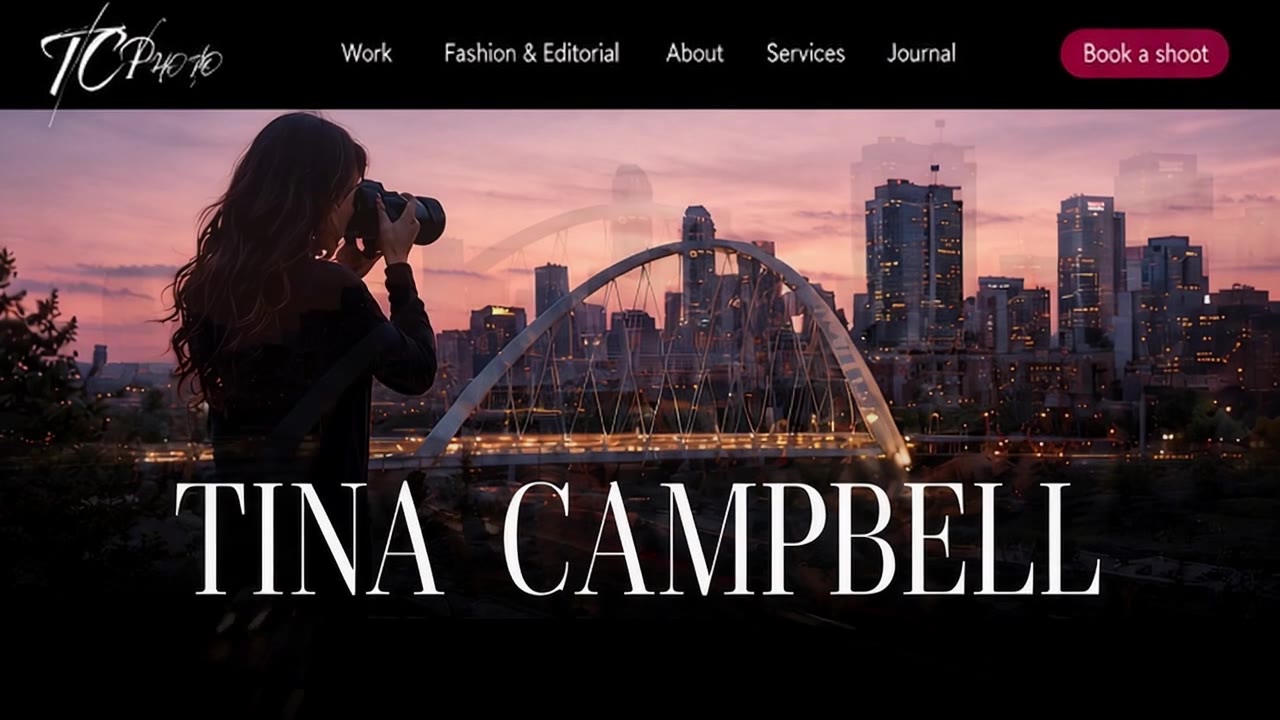 TCPHOTO
Work
Fashion & Editorial
About
Services
Journal
Book a shoot
TINA CAMPBELL